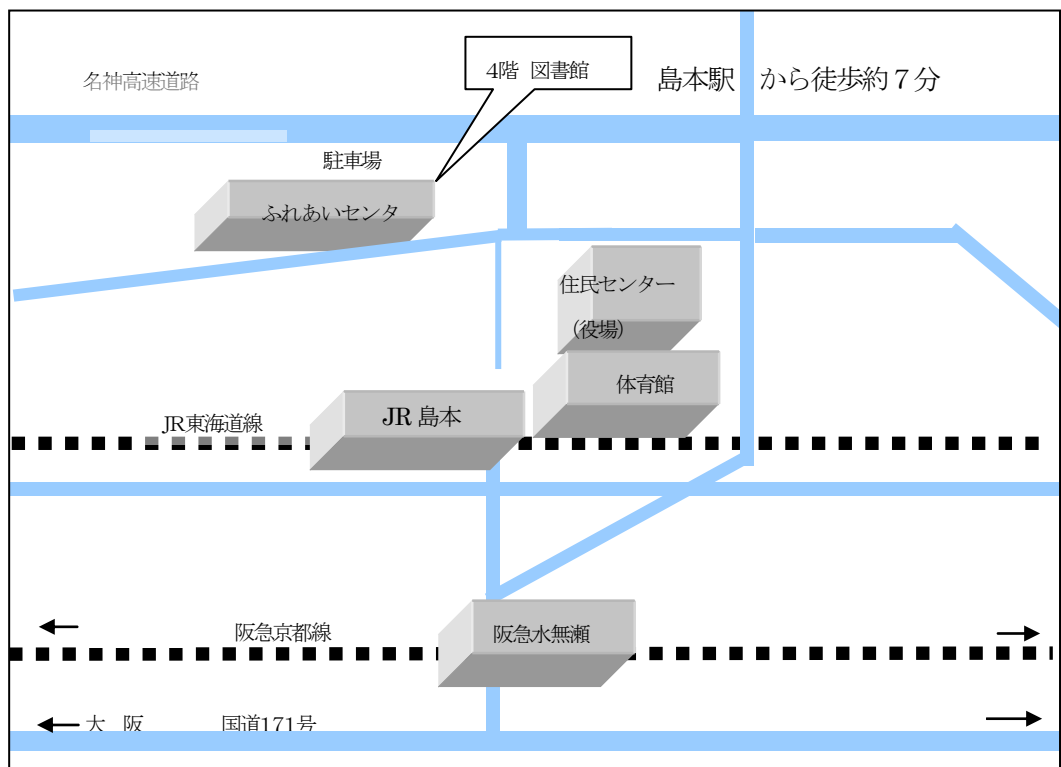 4階 図書館
名神高速道路
島本駅 から徒歩約7分
駐車場
ふれあいセンタ
住民センター
(役場)
体育館
JR 島本
JR東海道線
阪急京都線
阪急水無瀬
大 阪 国道171号